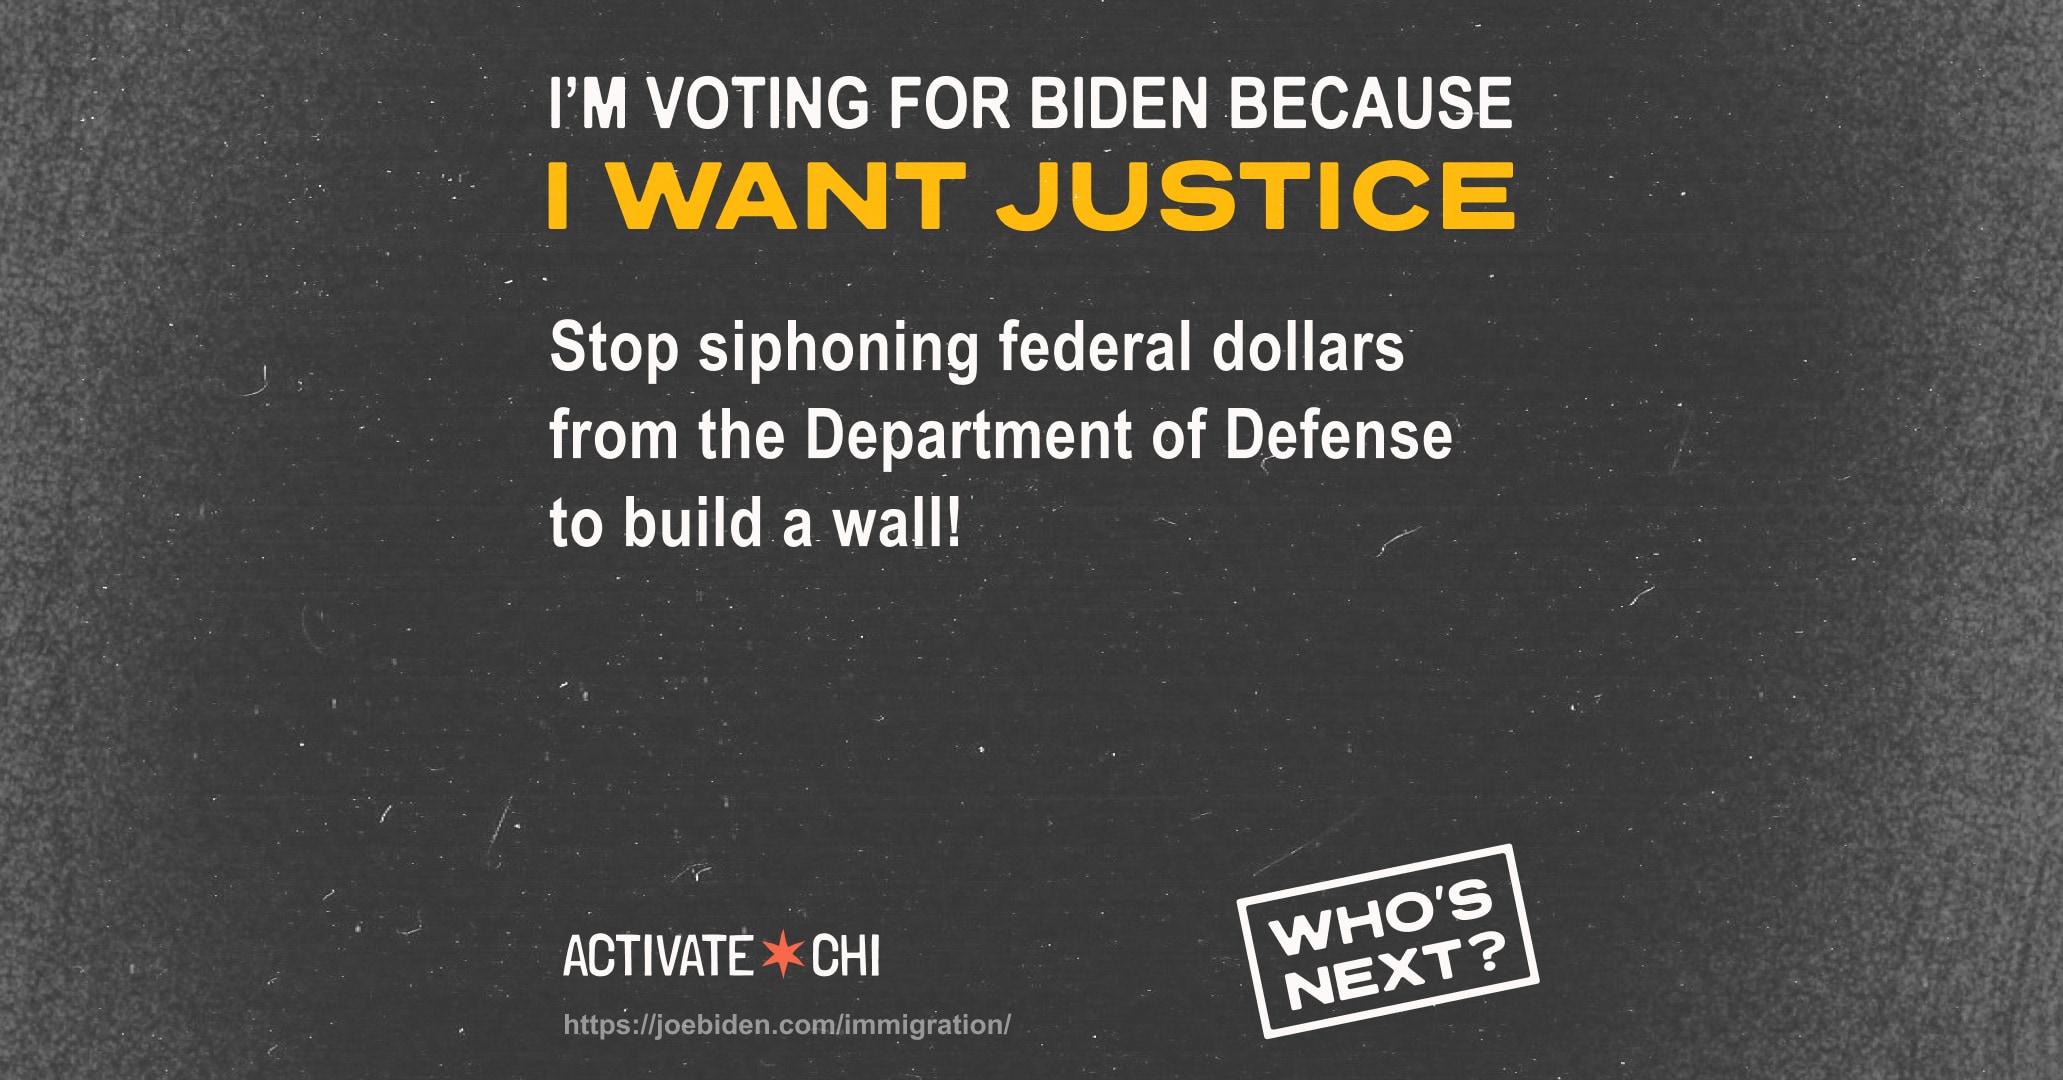 I’M VOTING FOR BIDEN BECAUSE
I WANT JUSTICE
Stop siphoning federal dollars
from the Department of Defense
to build a wall!
ACTIVATE CHI
https://joebiden.com/immigration/
WHO'S
NEXT?